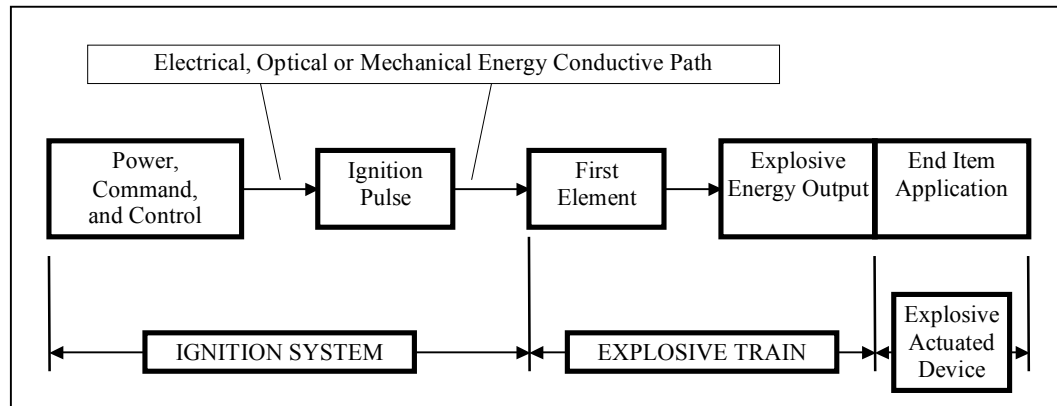 Electrical, Optical or Mechanical Energy Conductive Path
Power,
Command,
and Control
Ignition
Pulse
First
Element
Explosive
Energy Output
End Item
Application
IGNITION SYSTEM
EXPLOSIVE TRAIN
Explosive
Actuated
Device